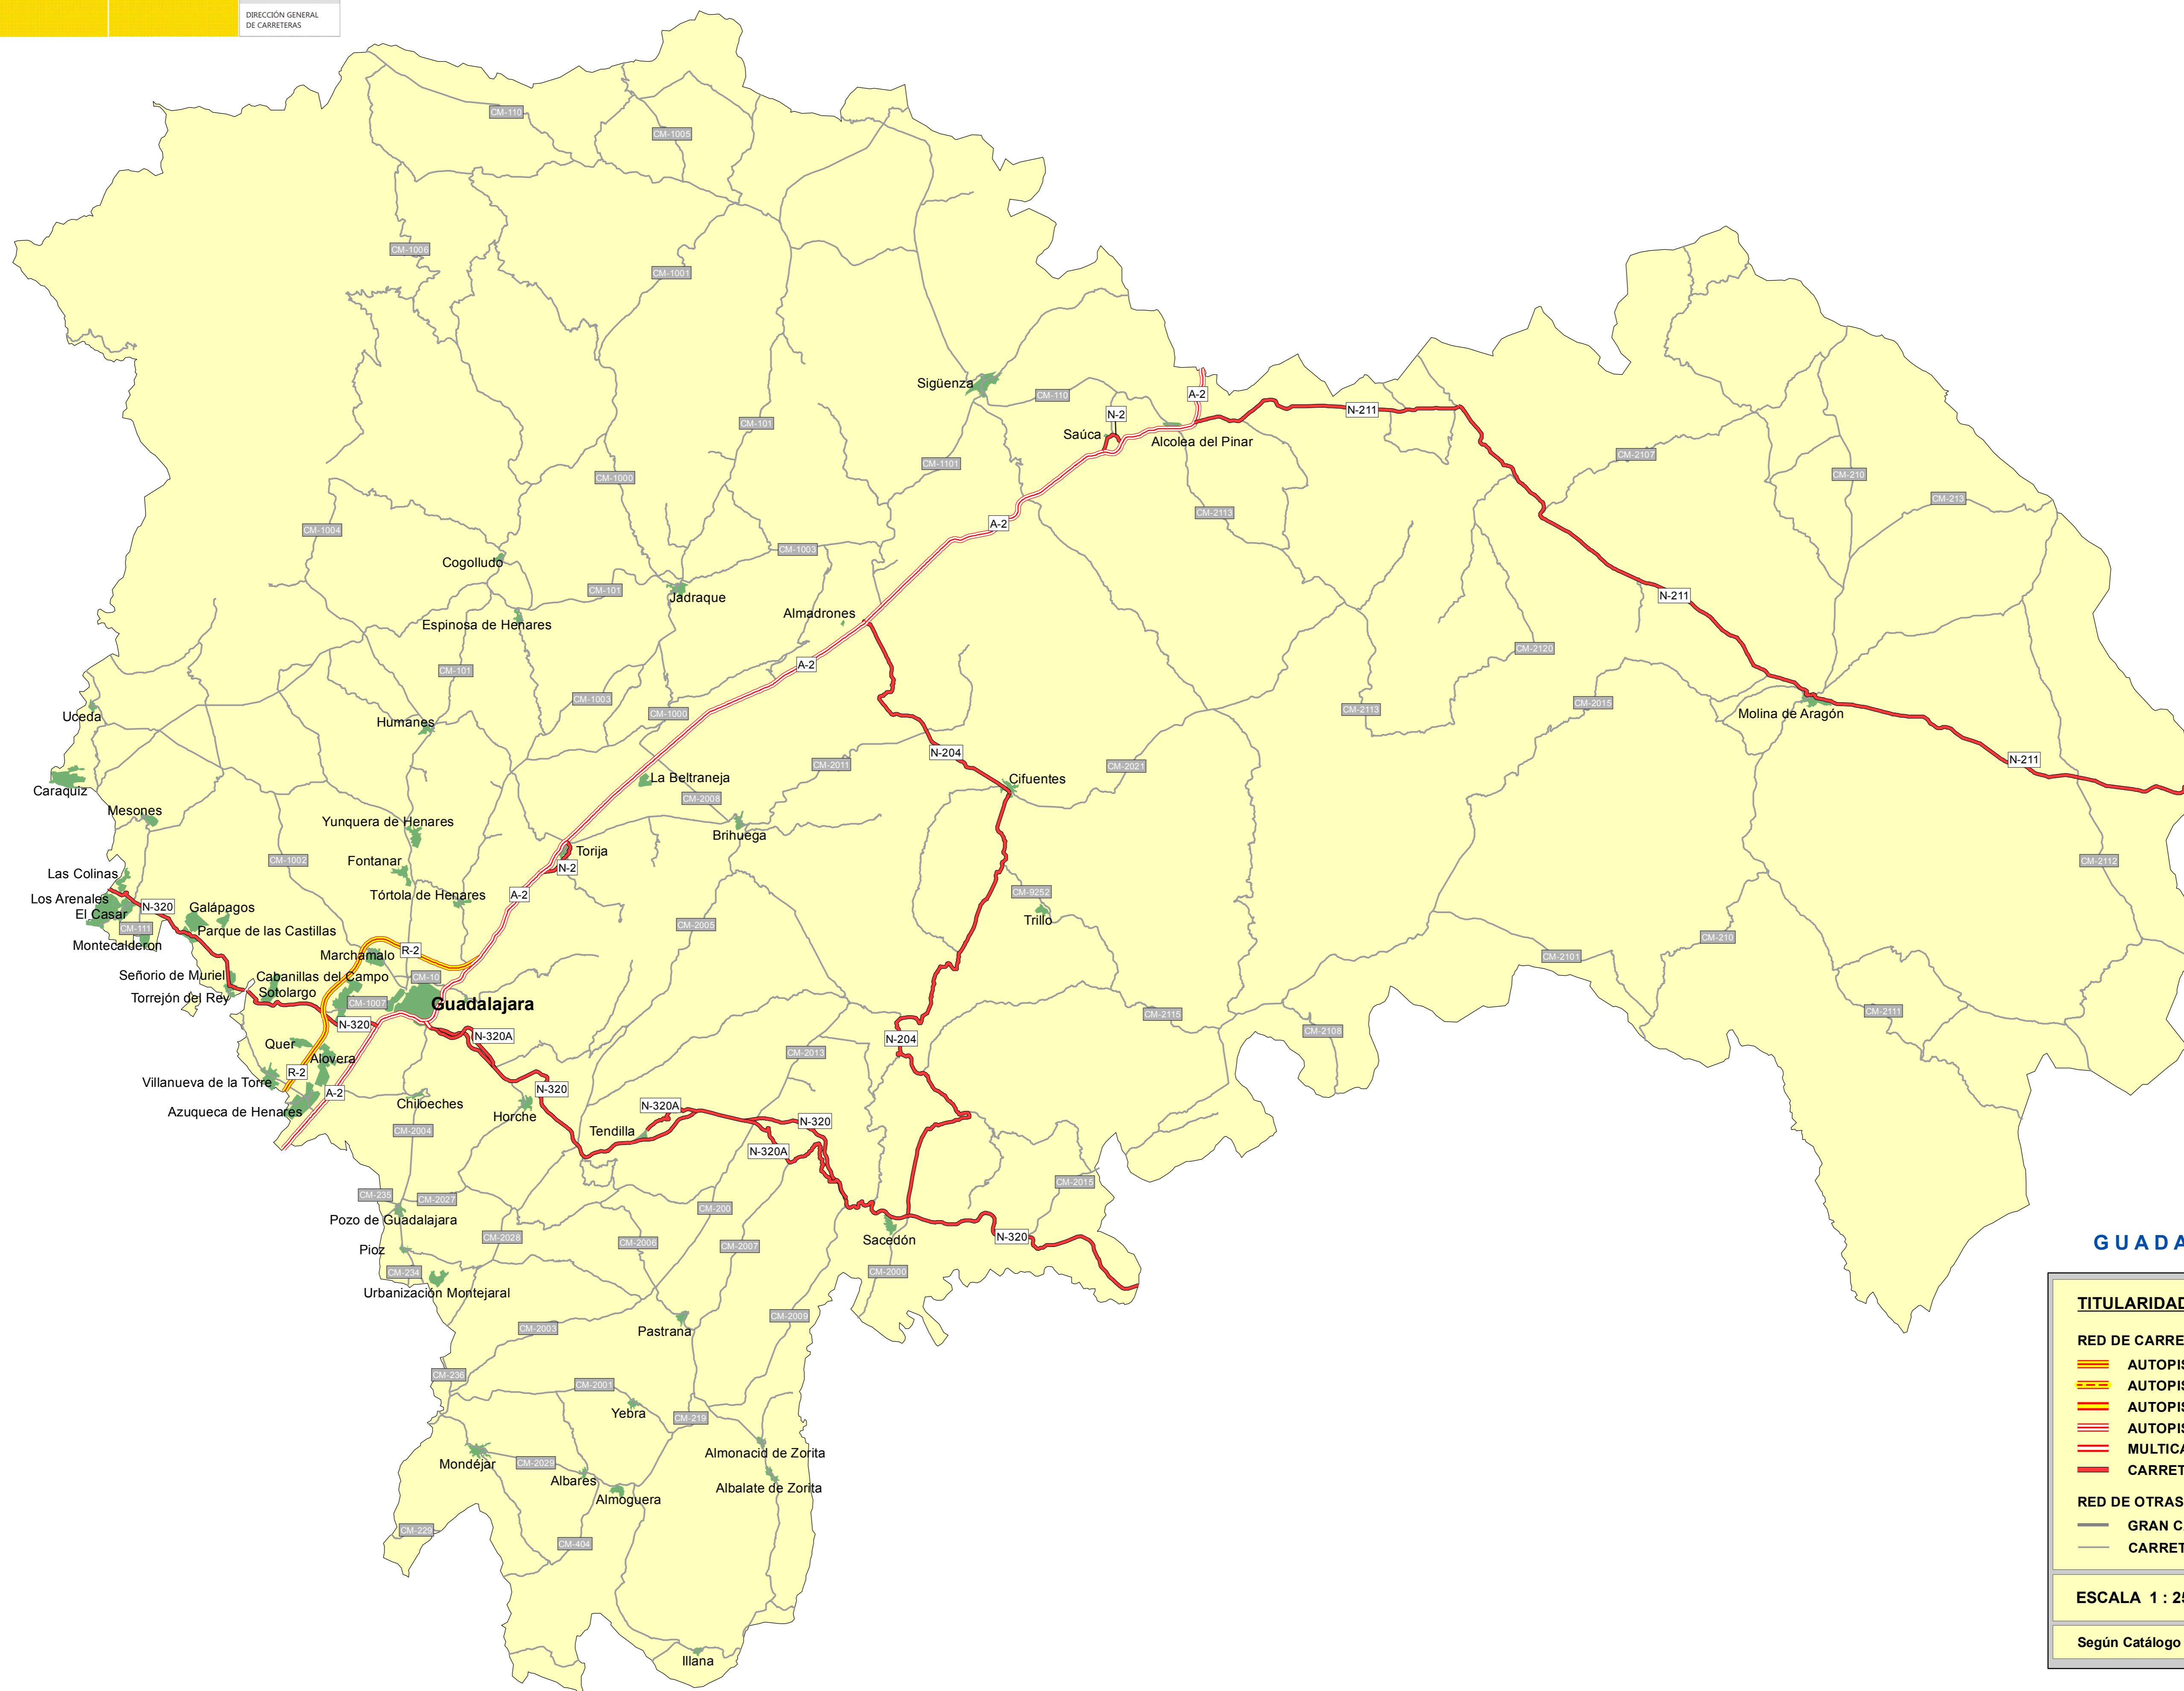 DIRECCIÓN GENERAL
DE CARRETERAS
CM-110
CM-1005
CM-1006
CM-1001
Sigüenza
CM-110
A-2
N-2
N-211
CM-101
Saúca
Alcolea del Pinar
CM-1101
CM-2107
CM-210
CM-1000
CM-213
CM-2113
A-2
CM-1004
CM-1003
Cogolludo
CM-101
Jadraque
N-211
Almadrones
Espinosa de Henares
CM-2120
CM-101
A-2
CM-1003
CM-2015
CM-2113
CM-1000
Molina de Aragón
Uceda
Humanes
N-204
N-211
CM-2011
CM-2021
La Beltraneja
Cifuentes
Caraquiz
CM-2008
Mesones
Yunquera de Henares
Brihuega
Torija
CM-1002
Fontanar
CM-2112
N-2
Las Colinas
Tórtola de Henares
A-2
CM-9252
Los Arenales
N-320
Galápagos
El Casar
Trillo
CM-111
Parque de las Castillas
CM-2005
CM-210
Montecalderon
R-2
Marchamalo
CM-2101
Señorio de Muriel
Cabanillas del Campo
CM-10
Torrejón del Rey
Sotolargo
CM-1007
Guadalajara
CM-2111
CM-2115
N-320
N-320A
N-204
CM-2108
Quer
Alovera
CM-2013
R-2
Villanueva de la Torre
A-2
N-320
Azuqueca de Henares
Chiloeches
Horche
N-320A
N-320
CM-2004
Tendilla
N-320A
CM-2015
CM-235
CM-2027
CM-200
Pozo de Guadalajara
CM-2028
CM-2006
CM-2007
Sacedón
N-320
Pioz
CM-234
CM-2000
Urbanización Montejaral
CM-2009
CM-2003
Pastrana
CM-236
CM-2001
Yebra
CM-219
Almonacid de Zorita
Mondéjar
CM-2029
Albares
Albalate de Zorita
Almoguera
CM-229
CM-404
Illana
GUADA
TITULARIDAD
RED DE CARRE
AUTOPIS
AUTOPIS
AUTOPIS
AUTOPIS
MULTICA
CARRET
RED DE OTRAS
GRAN CA
CARRET
ESCALA 1 : 25
Según Catálogo